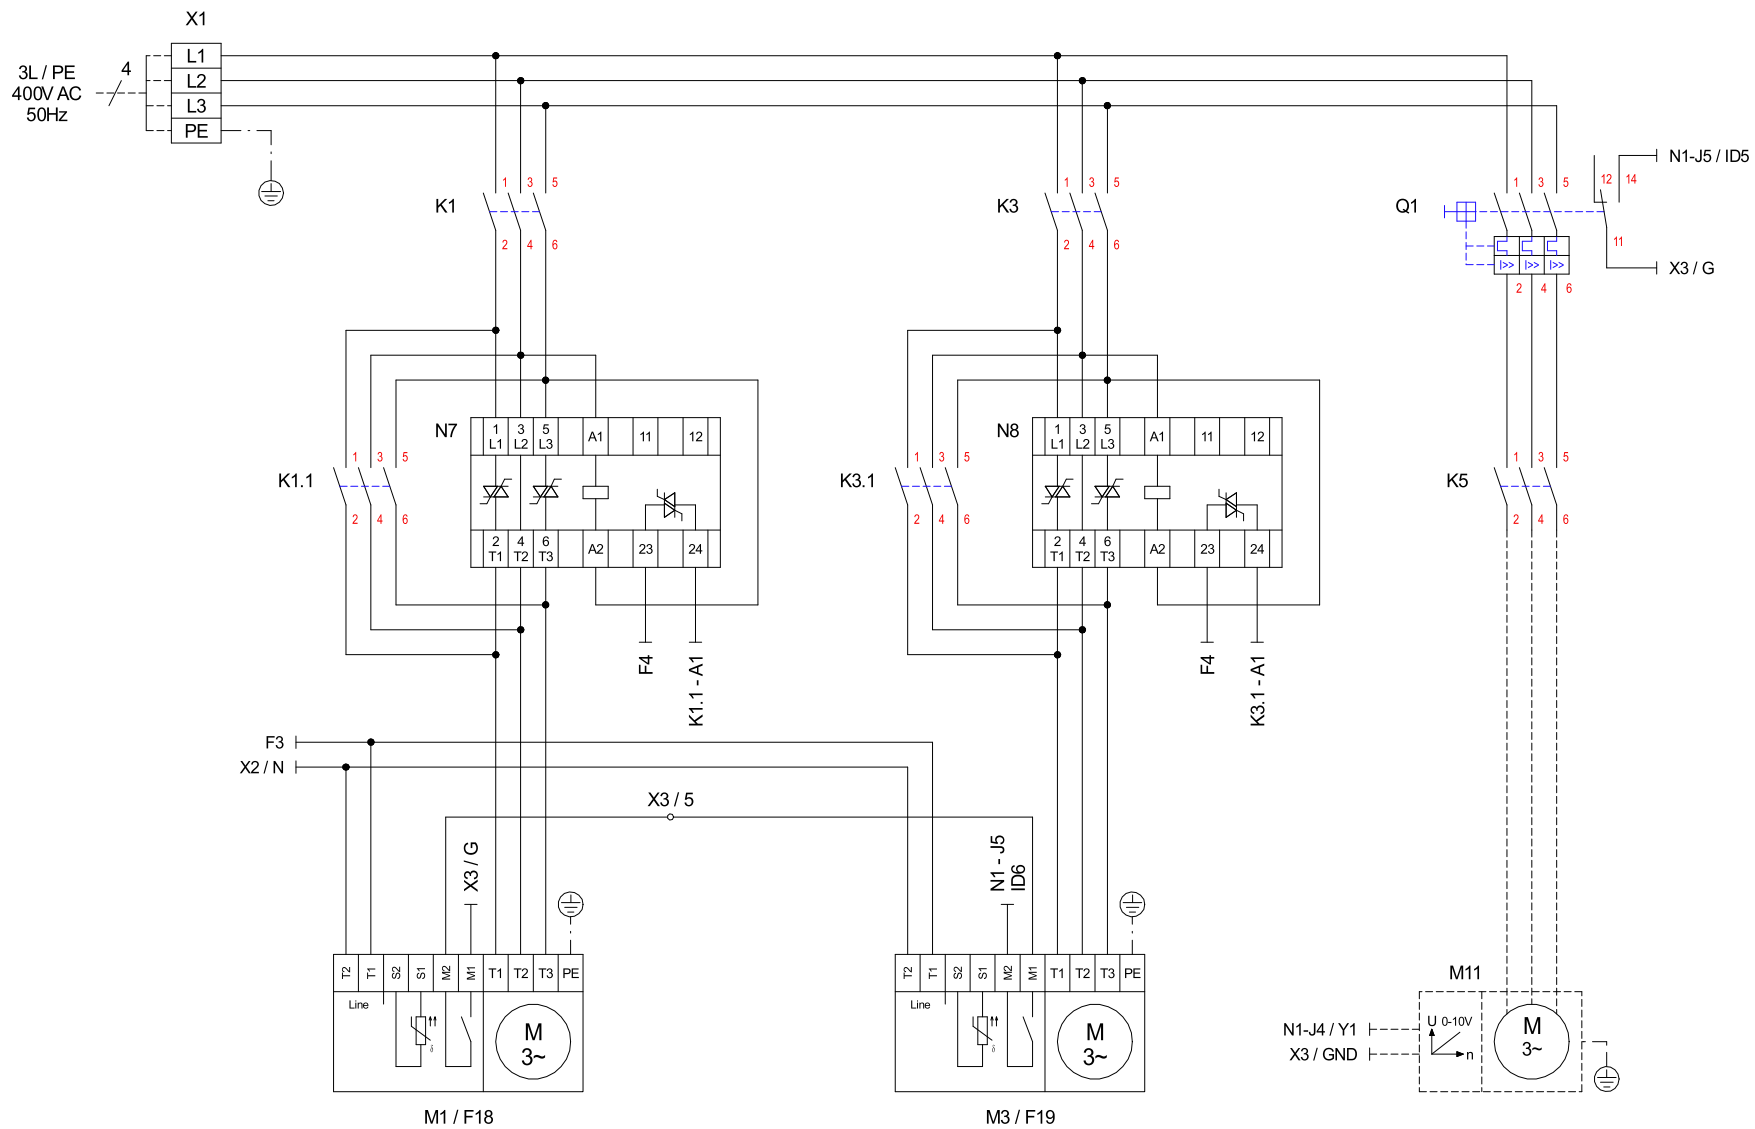 X1
L1
L2
L3
PE
3L / PE
400V AC
50Hz
4
K1
1 3 5
2 4 6
K3
1 3 5
2 4 6
Q1
1 3 5
12 14
11
I>> I>> I>>
2 4 6
N1-J5 / ID5
X3 / G
K1.1
1 3 5
2 4 6
N7
1 3 5
L1 L2 L3 A1 11 12
2 4 6
T1 T2 T3 A2 23 24
F4
K1.1 - A1
K3.1
1 3 5
2 4 6
N8
1 3 5
L1 L2 L3 A1 11 12
2 4 6
T1 T2 T3 A2 23 24
F4
K3.1 - A1
K5
1 3 5
2 4 6
F3
X2 / N
X3 / 5
X3 / G
N1 - J5
ID6
T2 T1 S2 S1 M2 M1 T1 T2 T3 PE
Line
δ
M
3~
M1 / F18
T2 T1 S2 S1 M2 M1 T1 T2 T3 PE
Line
δ
M
3~
M3 / F19
M11
N1-J4 / Y1
X3 / GND
U 0-10V
n
M
3~